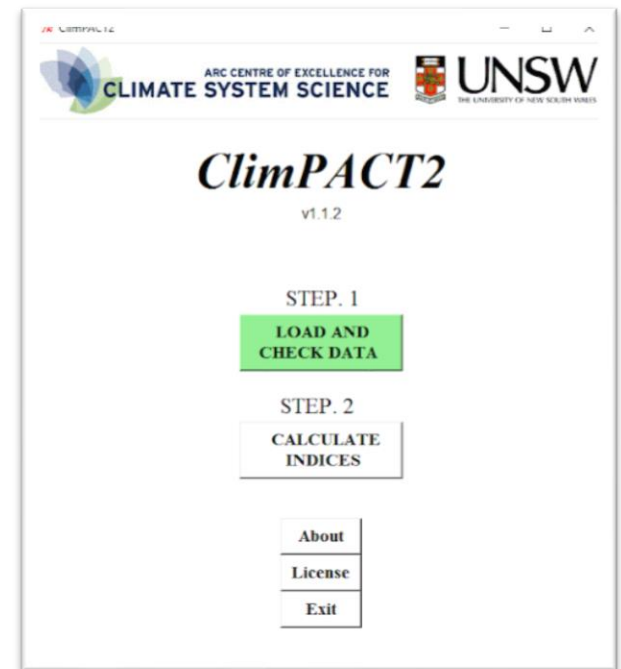 ClimPACT2
ARC CENTRE OF EXCELLENCE FOR
CLIMATE SYSTEM SCIENCE
UNSW
THE UNIVERSITY OF NEW SOUTH WALES
ClimPACT2
v1.1.2
STEP. 1
LOAD AND
CHECK DATA
STEP. 2
CALCULATE
INDICES
About
License
Exit